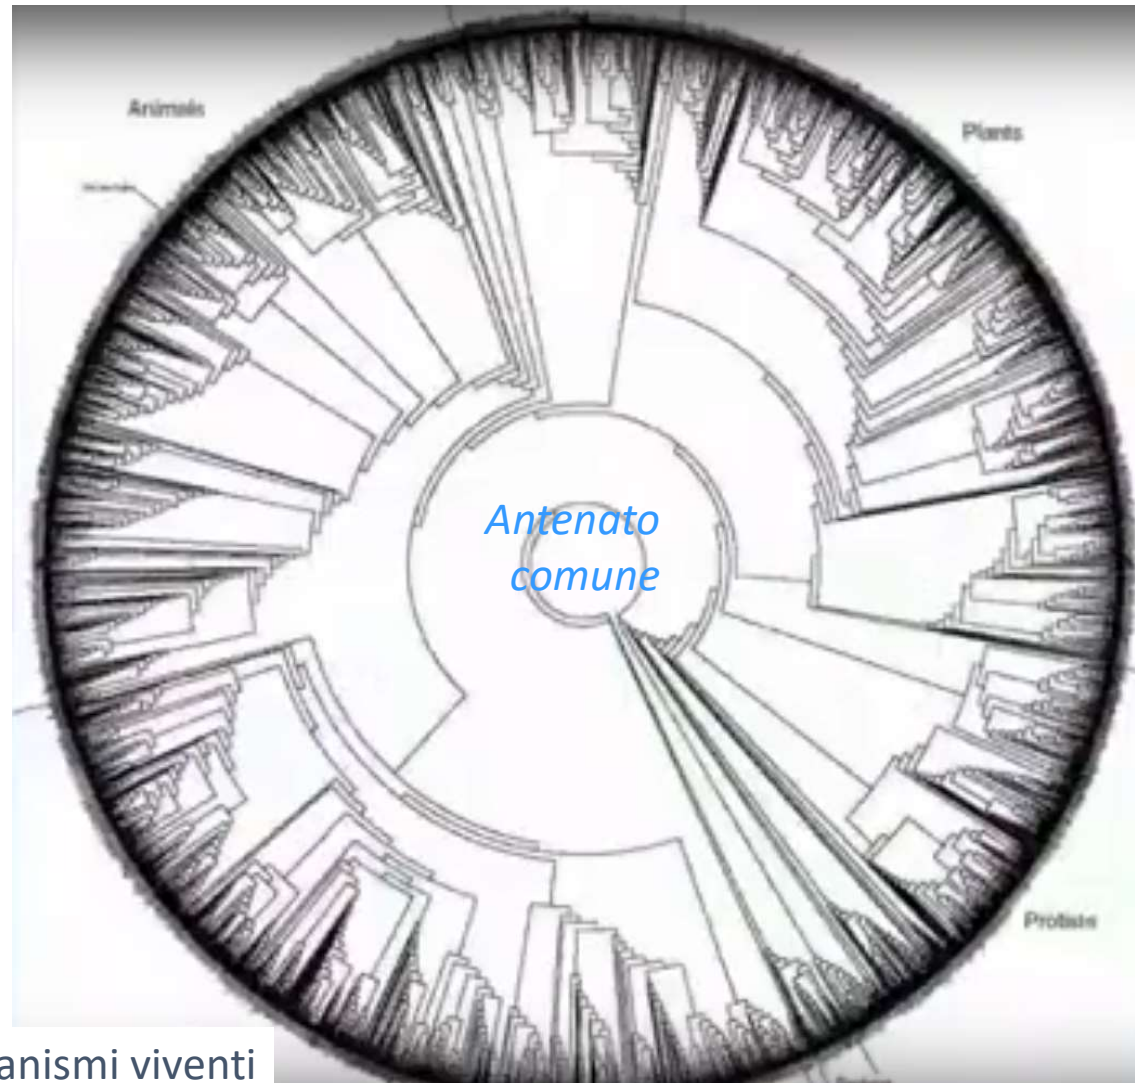 Animals
Plants
Antenato
comune
Protists
anismi viventi